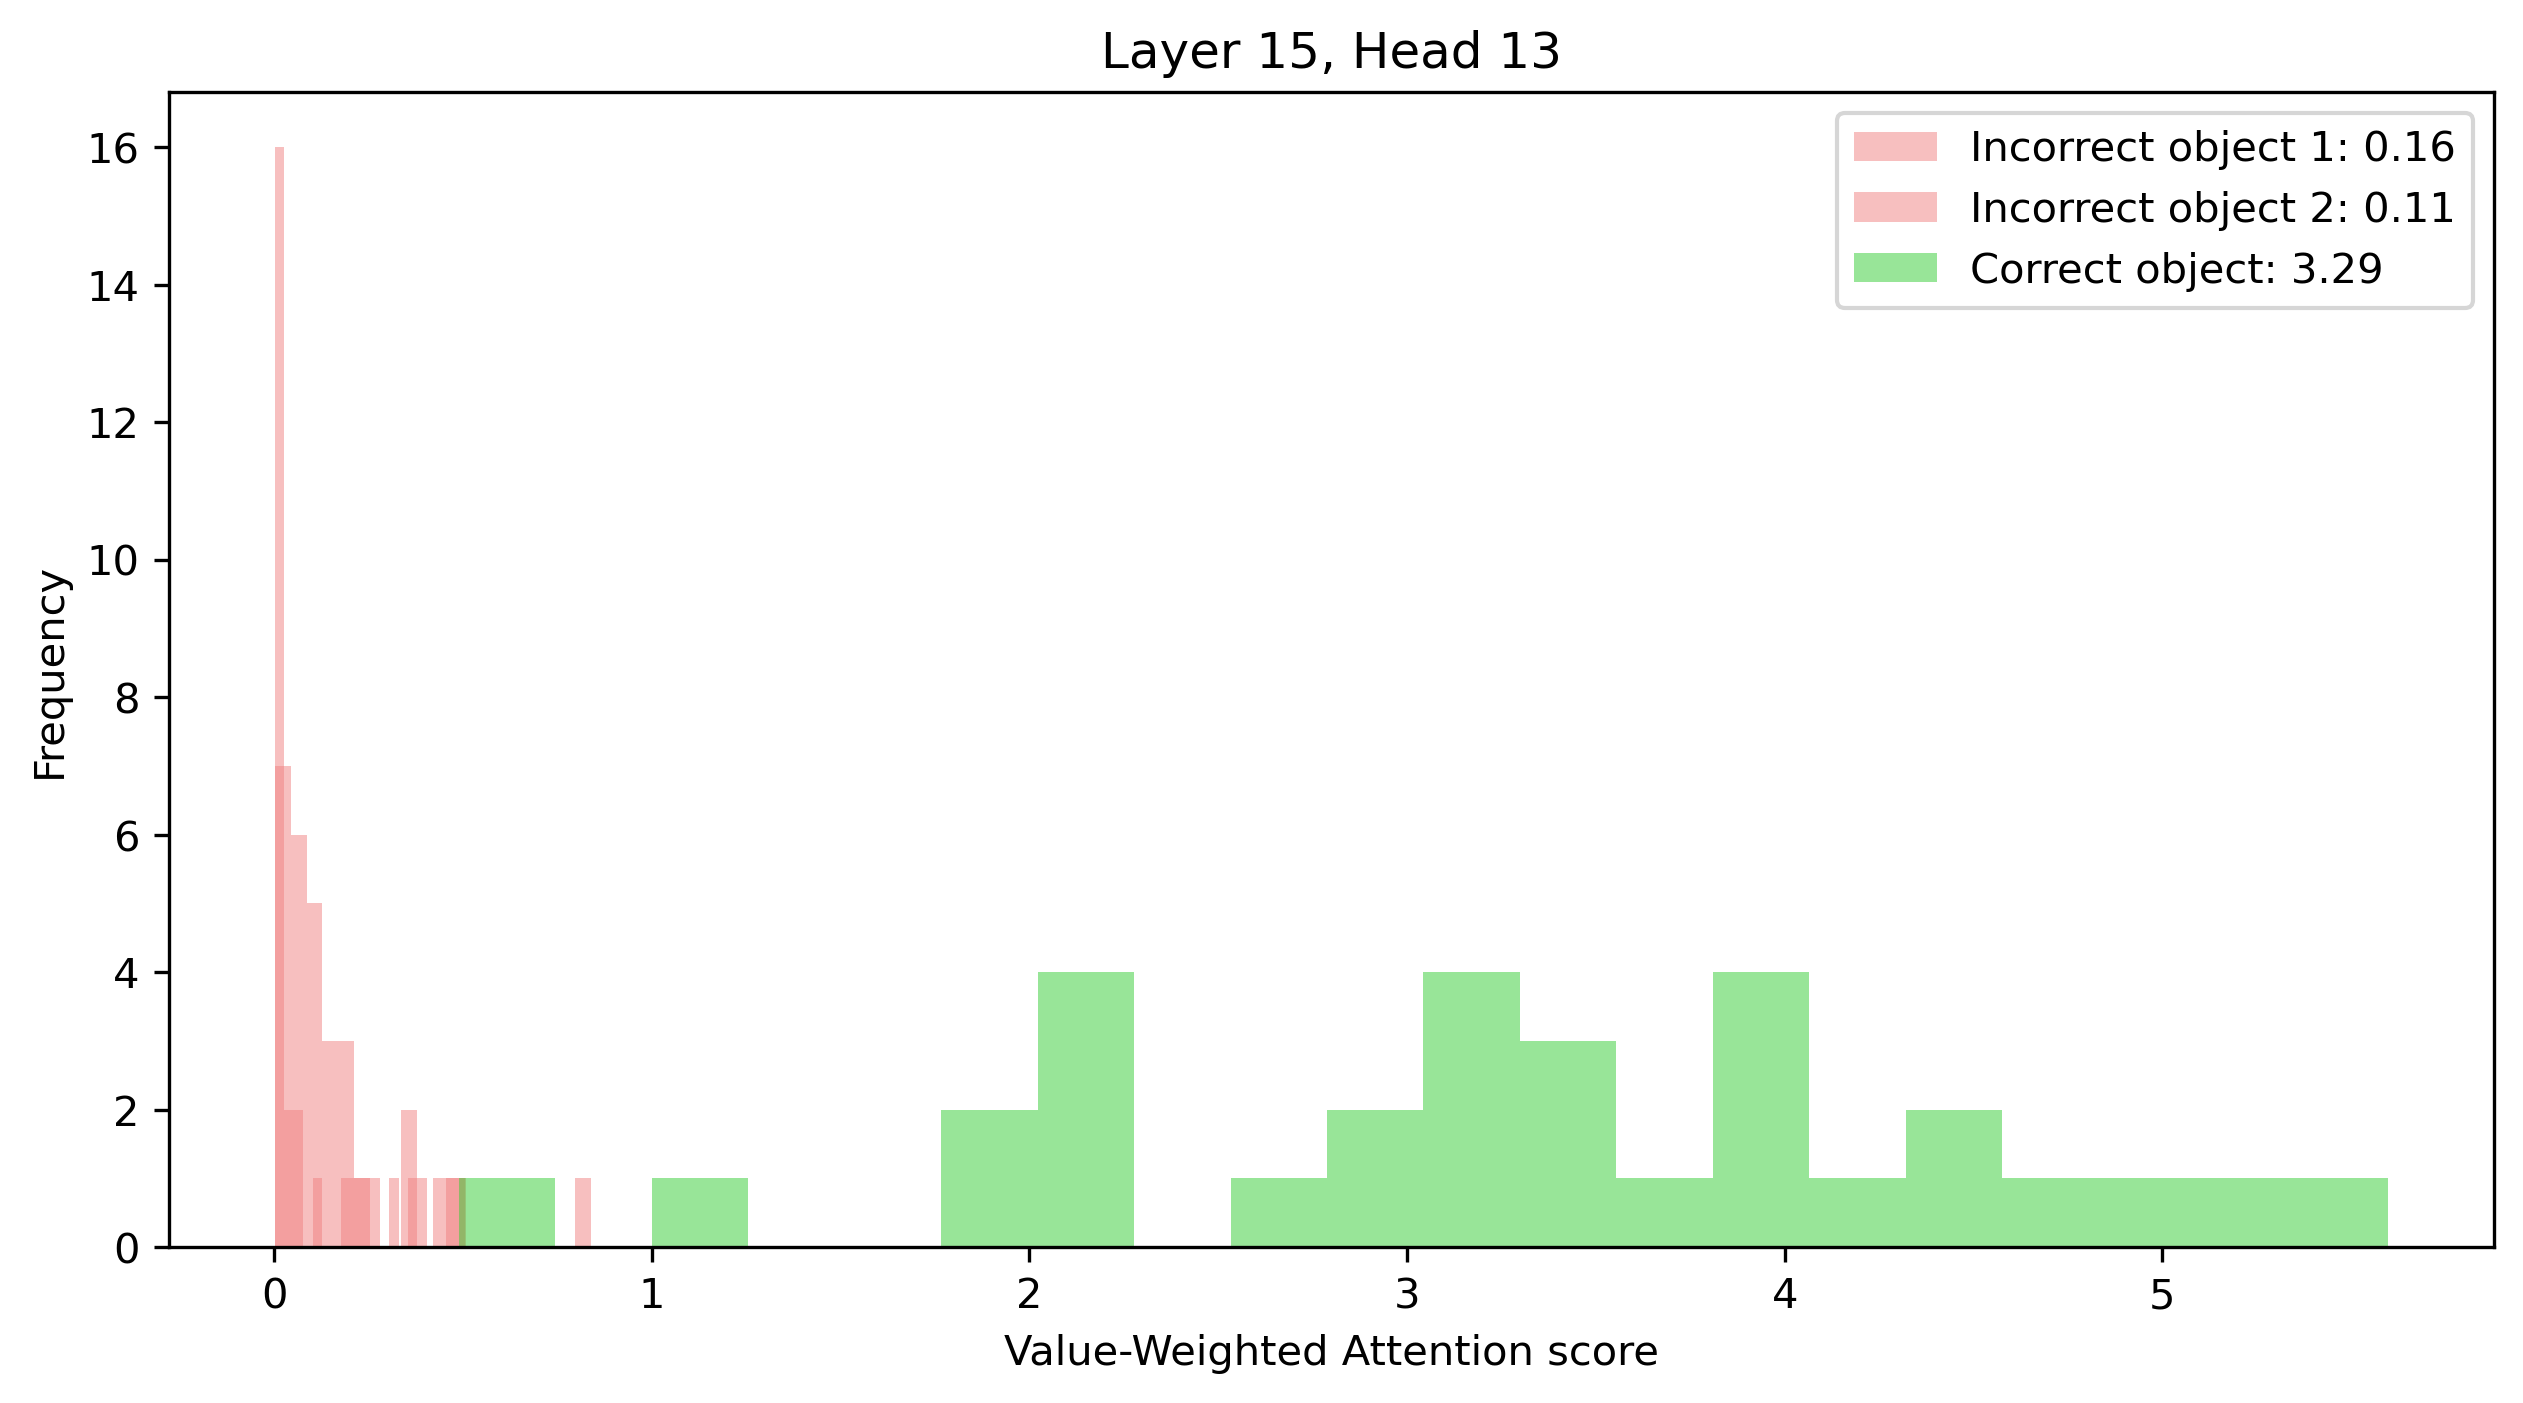 Layer 15, Head 13
Incorrect object 1: 0.16
Incorrect object 2: 0.11
Correct object: 3.29
16
14
12
10
8
6
4
2
0
Frequency
0 1 2 3 4 5
Value-Weighted Attention score